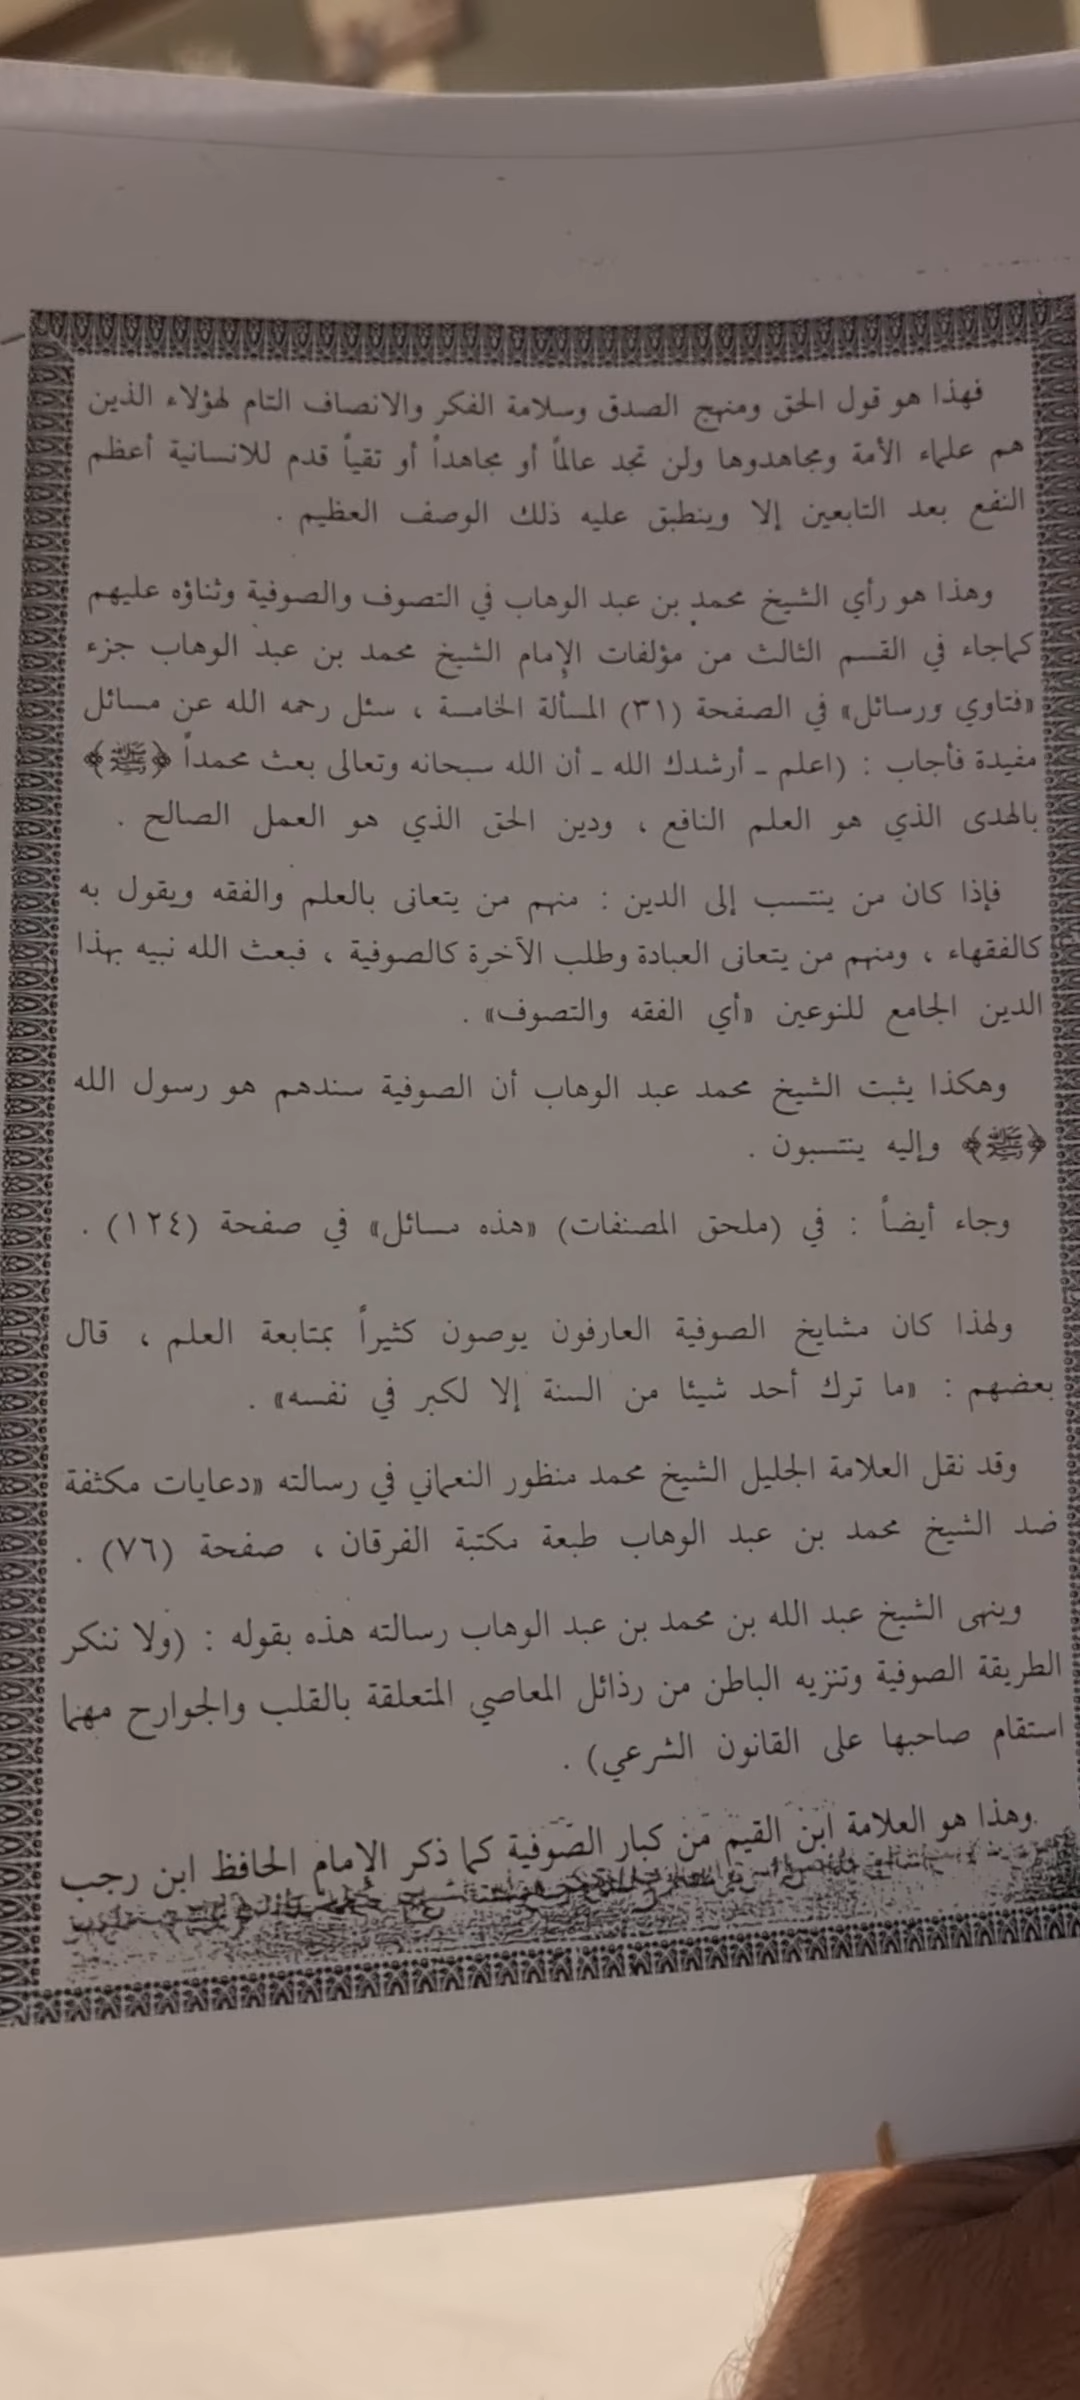 فهذا هو قول الحق ومنهج الصدق وسلامة الفكر والانصاف التام لهؤلاء الذين
هم علماء الأمة ومجاهدوها ولن تجد عالماً أو مجاهداً أو تقياً قدم للانسانية أعظم
النفع بعد التابعين إلا وينطبق عليه ذلك الوصف العظيم .
وهذا هو رأي الشيخ محمد بن عبد الوهاب في التصوف والصوفية وثناؤه عليهم
كماجاء في القسم الثالث من مؤلفات الإمام الشيخ محمد بن عبد الوهاب جزء
«فتاوي ورسائل» في الصفحة (٣١) المسألة الخامسة ، سئل رحمه الله عن مسائل
مفيدة فأجاب : (اعلم ـ أرشدك الله ـ أن الله سبحانه وتعالى بعث محمداً ﴿ﷺ﴾
بالهدى الذي هو العلم النافع ، ودين الحق الذي هو العمل الصالح .
فإذا كان من ينتسب إلى الدين : منهم من يتعانى بالعلم والفقه ويقول به
كالفقهاء ، ومنهم من يتعانى العبادة وطلب الآخرة كالصوفية ، فبعث الله نبيه بهذا
الدين الجامع للنوعين «أي الفقه والتصوف» .
وهكذا يثبت الشيخ محمد عبد الوهاب أن الصوفية سندهم هو رسول الله
﴿ﷺ﴾ وإليه ينتسبون .
وجاء أيضاً : في (ملحق المصنفات) «هذه مسائل» في صفحة (١٢٤) .
ولهذا كان مشايخ الصوفية العارفون يوصون كثيراً بمتابعة العلم ، قال
بعضهم : «ما ترك أحد شيئا من السنة إلا لكبر في نفسه» .
وقد نقل العلامة الجليل الشيخ محمد منظور النعماني في رسالته «دعايات مكثفة
ضد الشيخ محمد بن عبد الوهاب طبعة مكتبة الفرقان ، صفحة (٧٦) .
وينهى الشيخ عبد الله بن محمد بن عبد الوهاب رسالته هذه بقوله : (ولا ننكر
الطريقة الصوفية وتنزيه الباطن من رذائل المعاصي المتعلقة بالقلب والجوارح مهما
استقام صاحبها على القانون الشرعي) .
وهذا هو العلامة ابن القيم من كبار الصوفية كما ذكر الإمام الحافظ ابن رجب